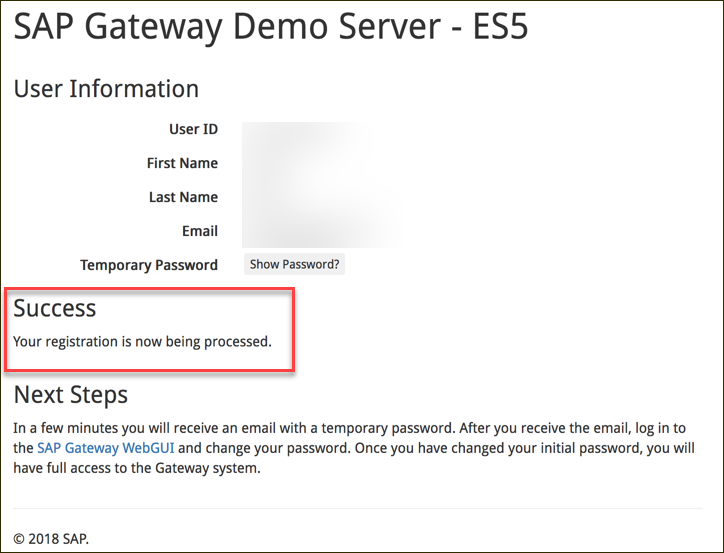 SAP Gateway Demo Server - ES5
User Information
User ID
First Name
Last Name
Email
Temporary Password Show Password?
Success
Your registration is now being processed.
Next Steps
In a few minutes you will receive an email with a temporary password. After you receive the email, log in to
the SAP Gateway WebGUI and change your password. Once you have changed your initial password, you will
have full access to the Gateway system.
© 2018 SAP.